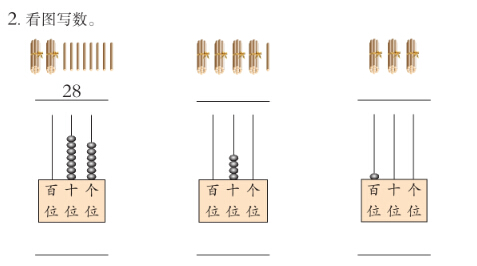 2. 看图写数。
28
百 十 个 百 十 个 百 十 个
位 位 位 位 位 位 位 位 位